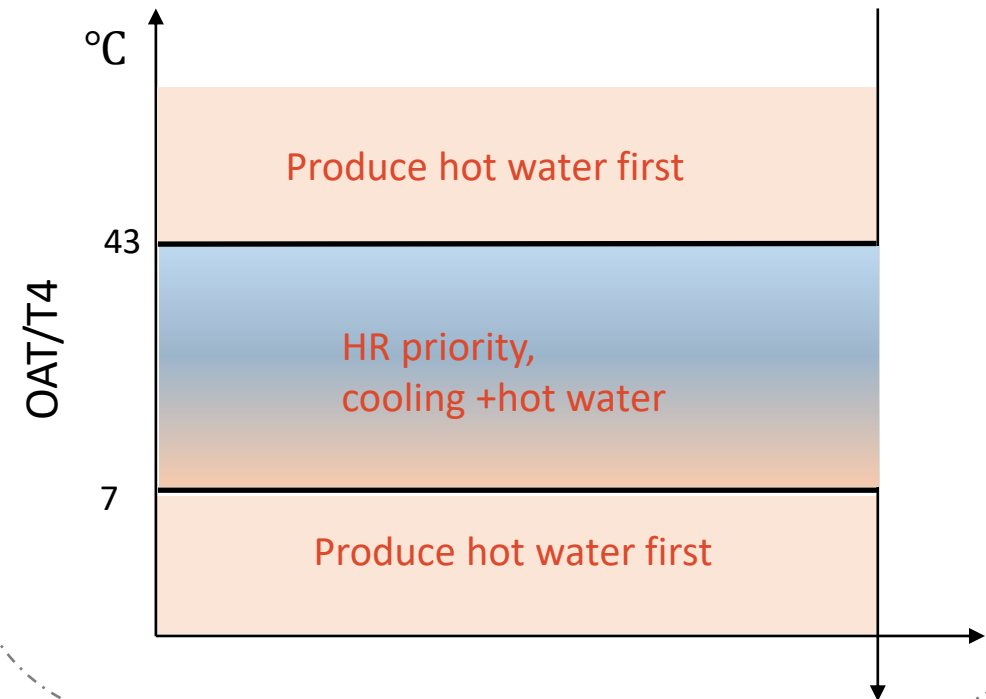 °C
Produce hot water first
43
OAT/T4
HR priority,
cooling +hot water
7
Produce hot water first